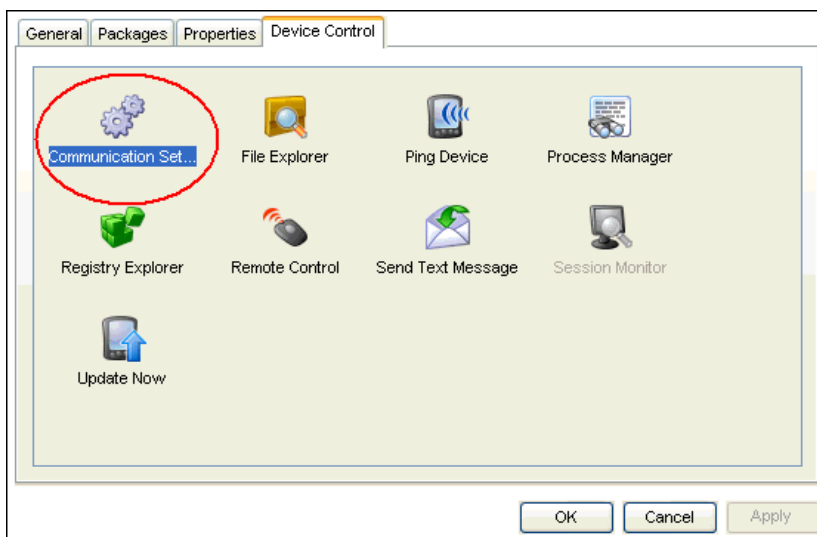 General Packages Properties Device Control
Communication Set... File Explorer Ping Device Process Manager
Registry Explorer Remote Control Send Text Message Session Monitor
Update Now
OK Cancel Apply